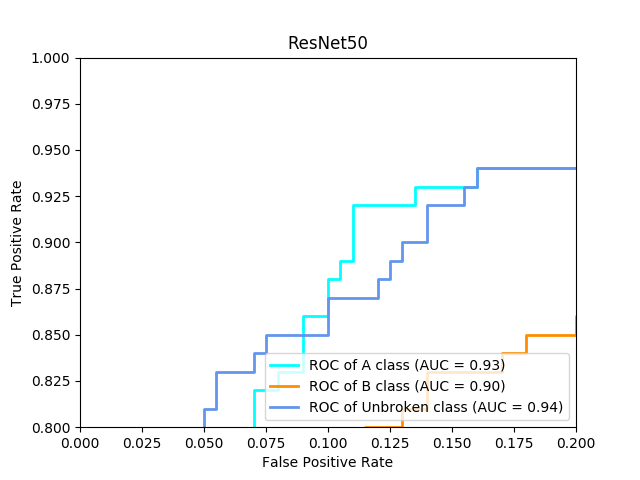 ResNet50
True Positive Rate
1.000
0.975
0.950
0.925
0.900
0.875
0.850
0.825
0.800
ROC of A class (AUC = 0.93)
ROC of B class (AUC = 0.90)
ROC of Unbroken class (AUC = 0.94)
0.000 0.025 0.050 0.075 0.100 0.125 0.150 0.175 0.200
False Positive Rate